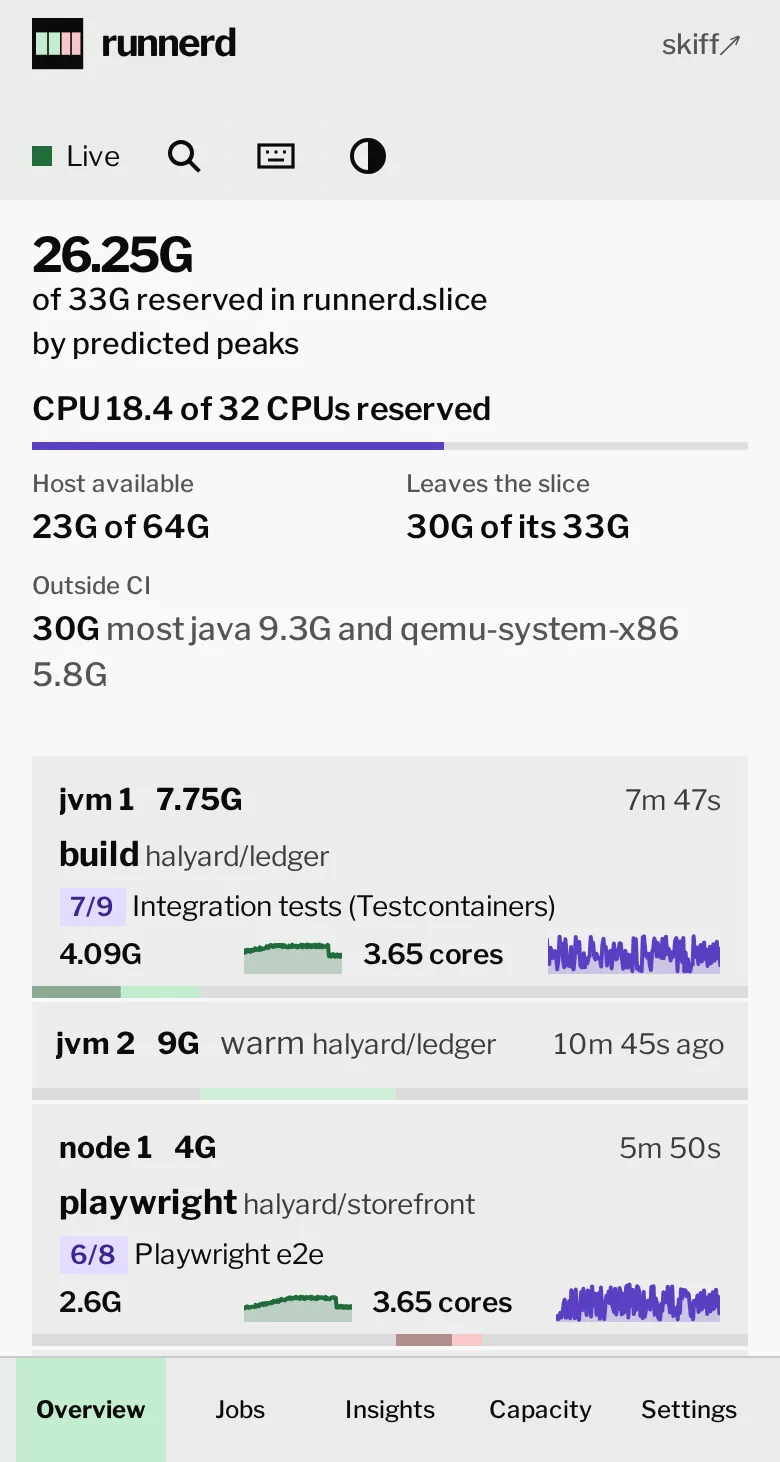 runnerd
skiff↗
Live
26.25G
of 33G reserved in runnerd.slice
by predicted peaks
CPU 18.4 of 32 CPUs reserved
Host available
23G of 64G
Leaves the slice
30G of its 33G
Outside CI
30G most java 9.3G and qemu-system-x86
5.8G
jvm 1 7.75G 7m 47s
build halyard/ledger
7/9 Integration tests (Testcontainers)
4.09G 3.65 cores
jvm 2 9G warm halyard/ledger 10m 45s ago
node 1 4G 5m 50s
playwright halyard/storefront
6/8 Playwright e2e
2.6G 3.65 cores
Overview Jobs Insights Capacity Settings